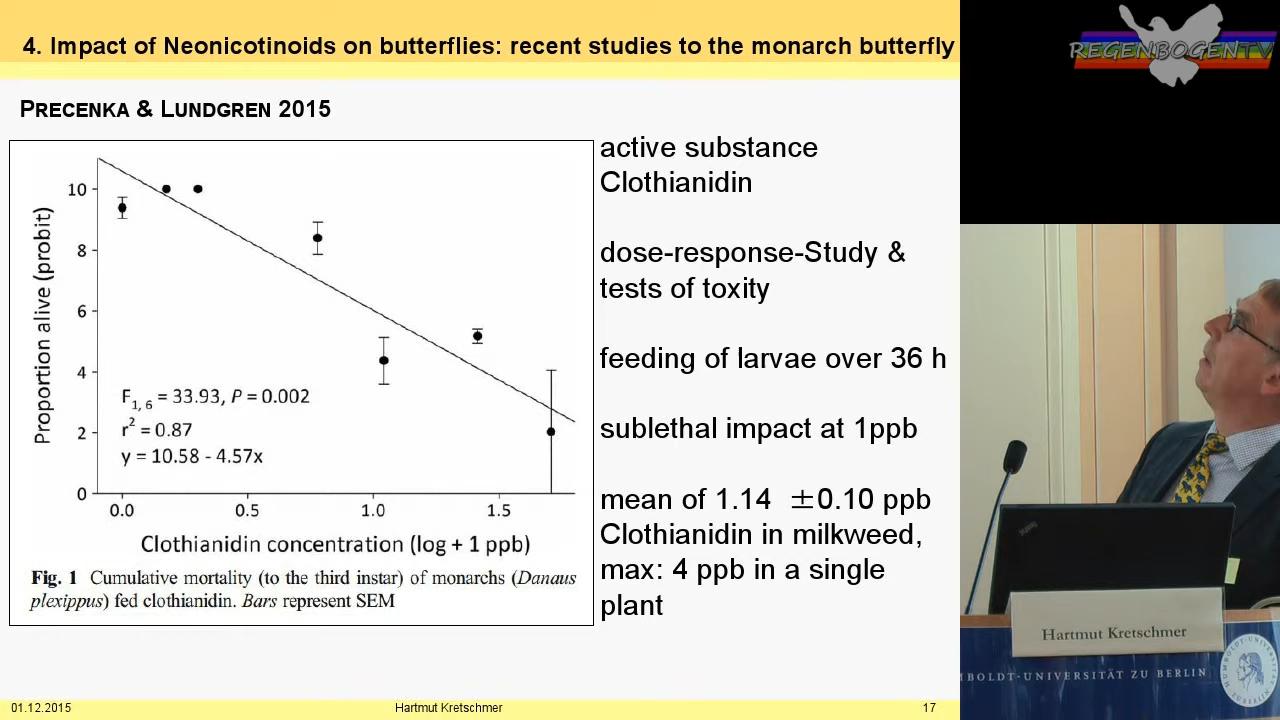 4. Impact of Neonicotinoids on butterflies: recent studies to the monarch butterfly
REGENBOGENTV
PRECENKA & LUNDGREN 2015
Proportion alive (probit)
10
8
6
4
2
0
F1, 6 = 33.93, P = 0.002
r2 = 0.87
y = 10.58 - 4.57x
0.0 0.5 1.0 1.5
Clothianidin concentration (log + 1 ppb)
Fig. 1 Cumulative mortality (to the third instar) of monarchs (Danaus
plexippus) fed clothianidin. Bars represent SEM
active substance
Clothianidin
dose-response-Study &
tests of toxity
feeding of larvae over 36 h
sublethal impact at 1ppb
mean of 1.14 ±0.10 ppb
Clothianidin in milkweed,
max: 4 ppb in a single
plant
Hartmut Kretschmer
MBOLDT-UNIVERSITÄT ZU BERLIN
01.12.2015 Hartmut Kretschmer 17